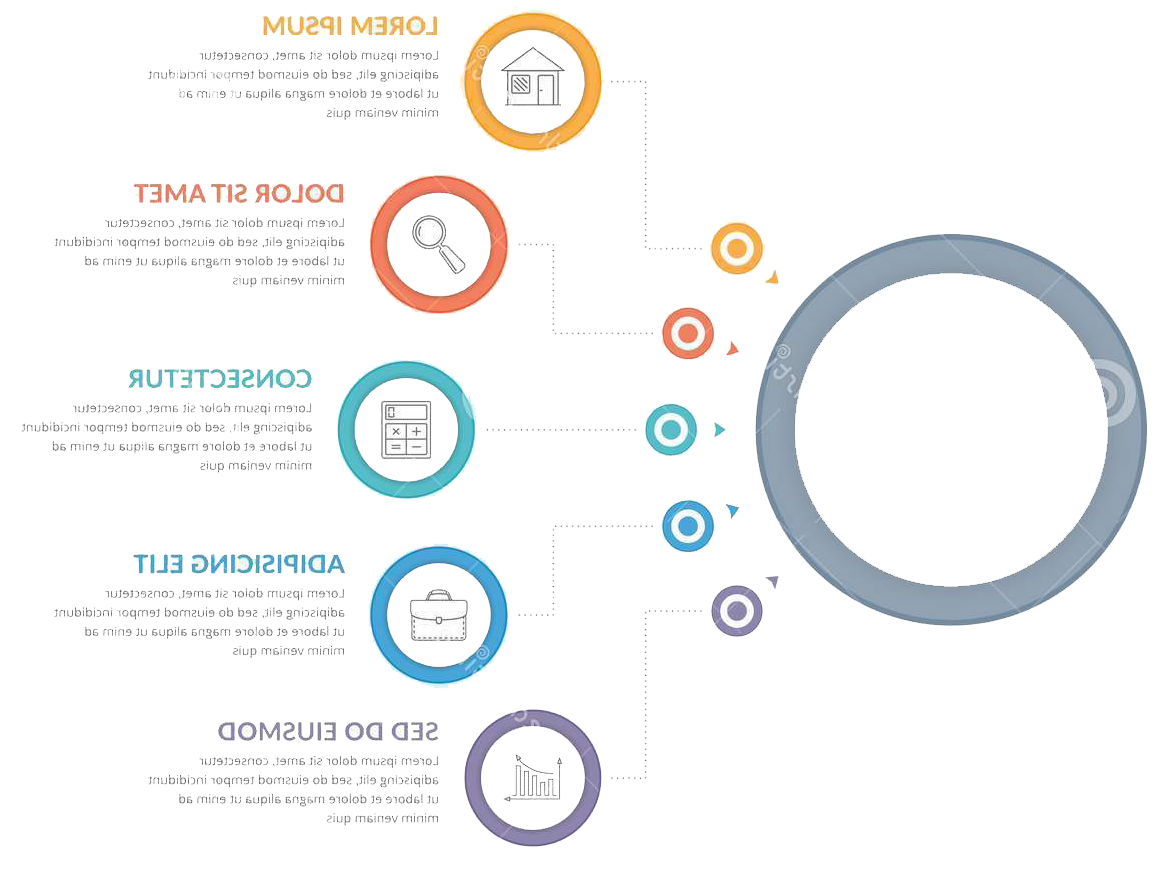 LOREM IPSUM
Lorem ipsum dolor sit amet, consectetur
adipiscing elit, sed do eiusmod tempor incididunt
ut labore et dolore magna aliqua ut enim ad
minim veniam quis
DOLOR SIT AMET
Lorem ipsum dolor sit amet, consectetur
adipiscing elit, sed do eiusmod tempor incididunt
ut labore et dolore magna aliqua ut enim ad
minim veniam quis
CONSECTETUR
Lorem ipsum dolor sit amet, consectetur
adipiscing elit, sed do eiusmod tempor incididunt
ut labore et dolore magna aliqua ut enim ad
minim veniam quis
ADIPISICING ELIT
Lorem ipsum dolor sit amet, consectetur
adipiscing elit, sed do eiusmod tempor incididunt
ut labore et dolore magna aliqua ut enim ad
minim veniam quis
SED DO EIUSMOD
Lorem ipsum dolor sit amet, consectetur
adipiscing elit, sed do eiusmod tempor incididunt
ut labore et dolore magna aliqua ut enim ad
minim veniam quis